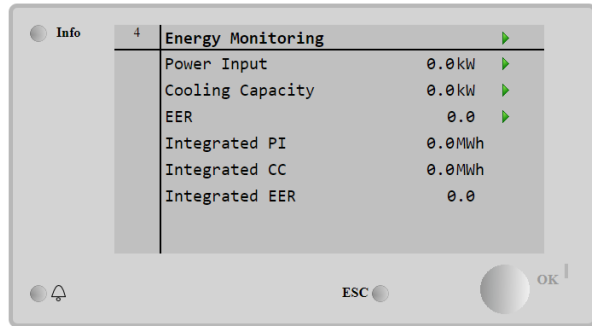 Info
4 Energy Monitoring
Power Input 0.0kW
Cooling Capacity 0.0kW
EER 0.0
Integrated PI 0.0MWh
Integrated CC 0.0MWh
Integrated EER 0.0
ESC
OK